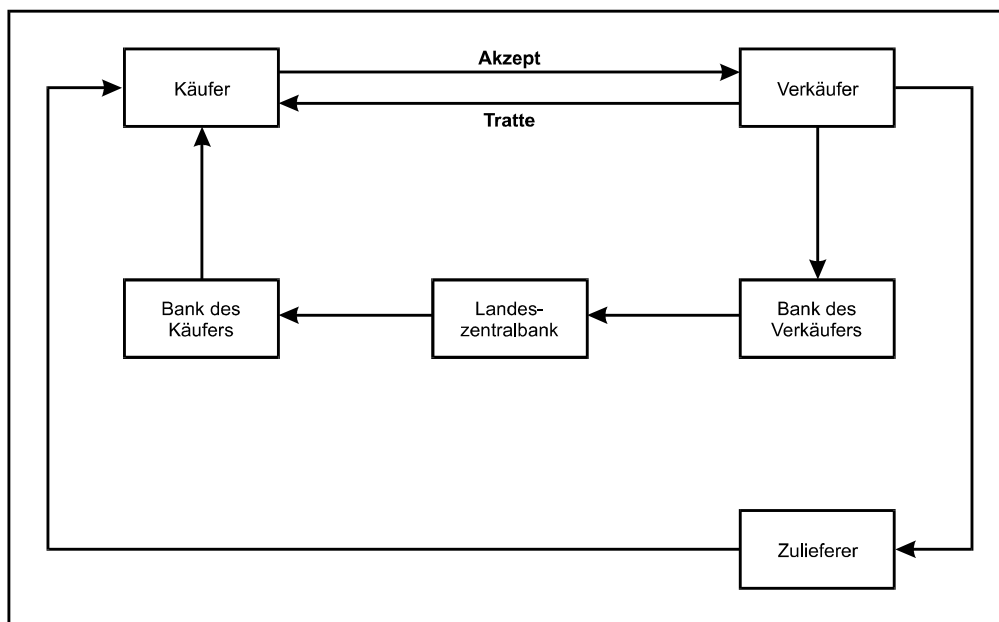 Akzept
Käufer
Verkäufer
Tratte
Bank des
Käufers
Landes-
zentralbank
Bank des
Verkäufers
Zulieferer